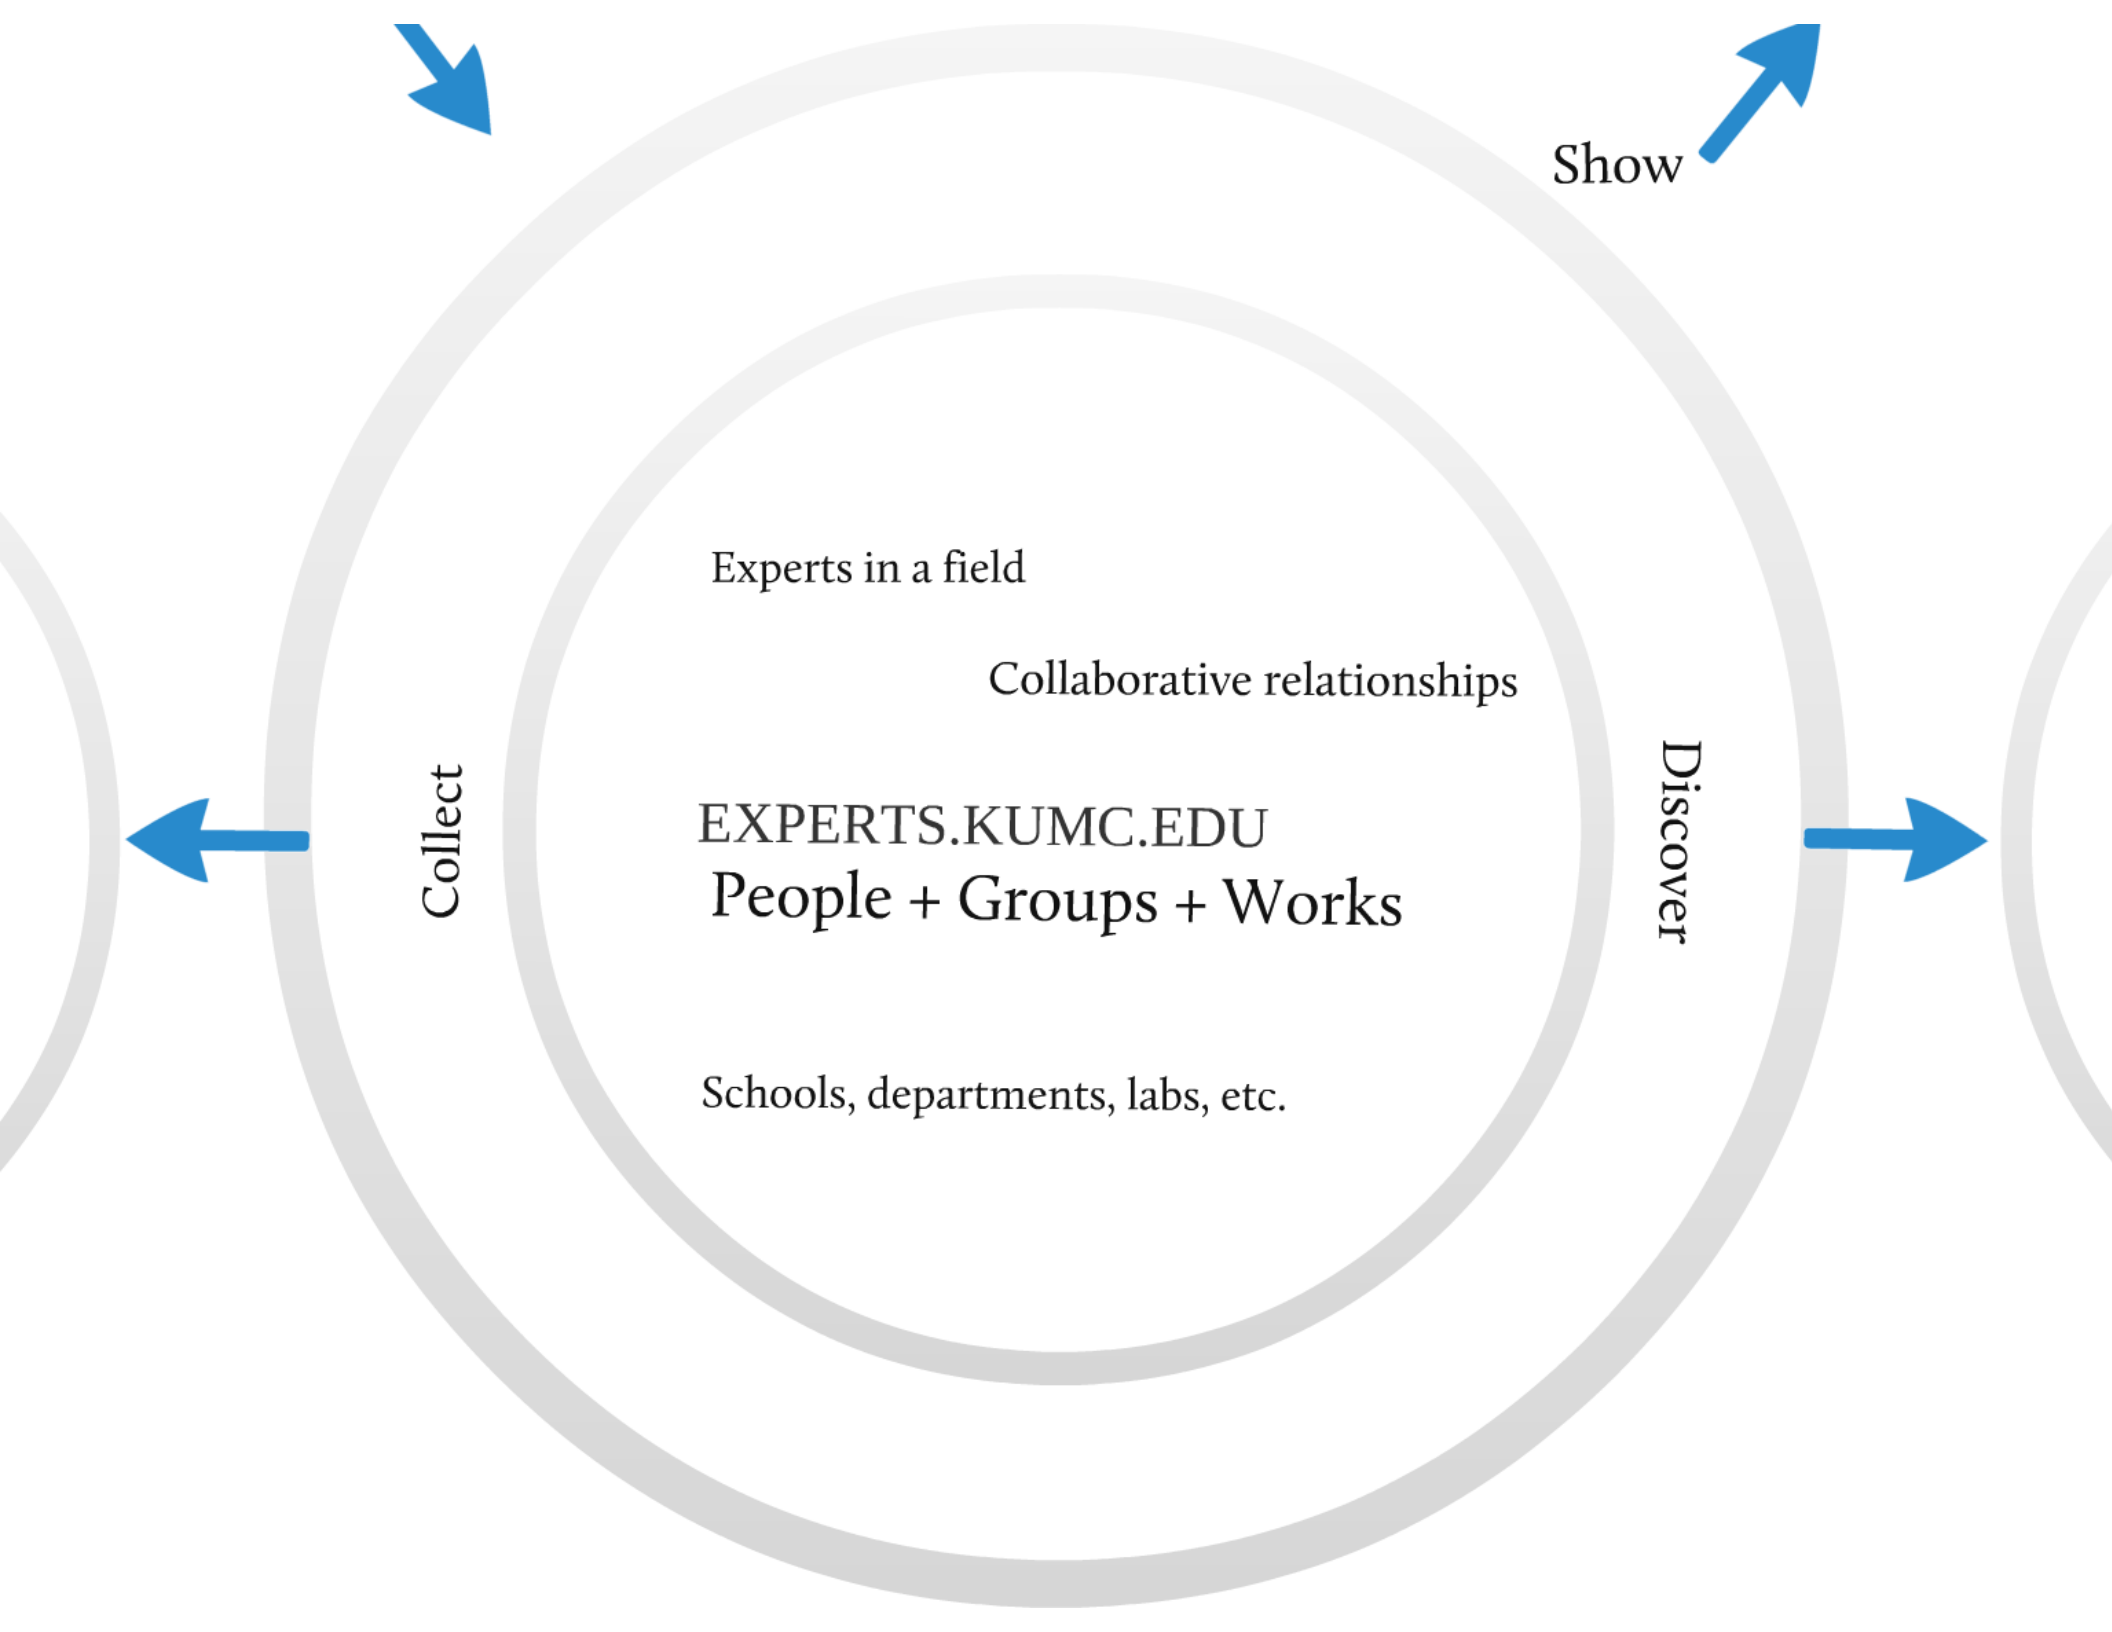 Show
Experts in a field
Collaborative relationships
Collect
EXPERTS.KUMC.EDU
People + Groups + Works
Discover
Schools, departments, labs, etc.